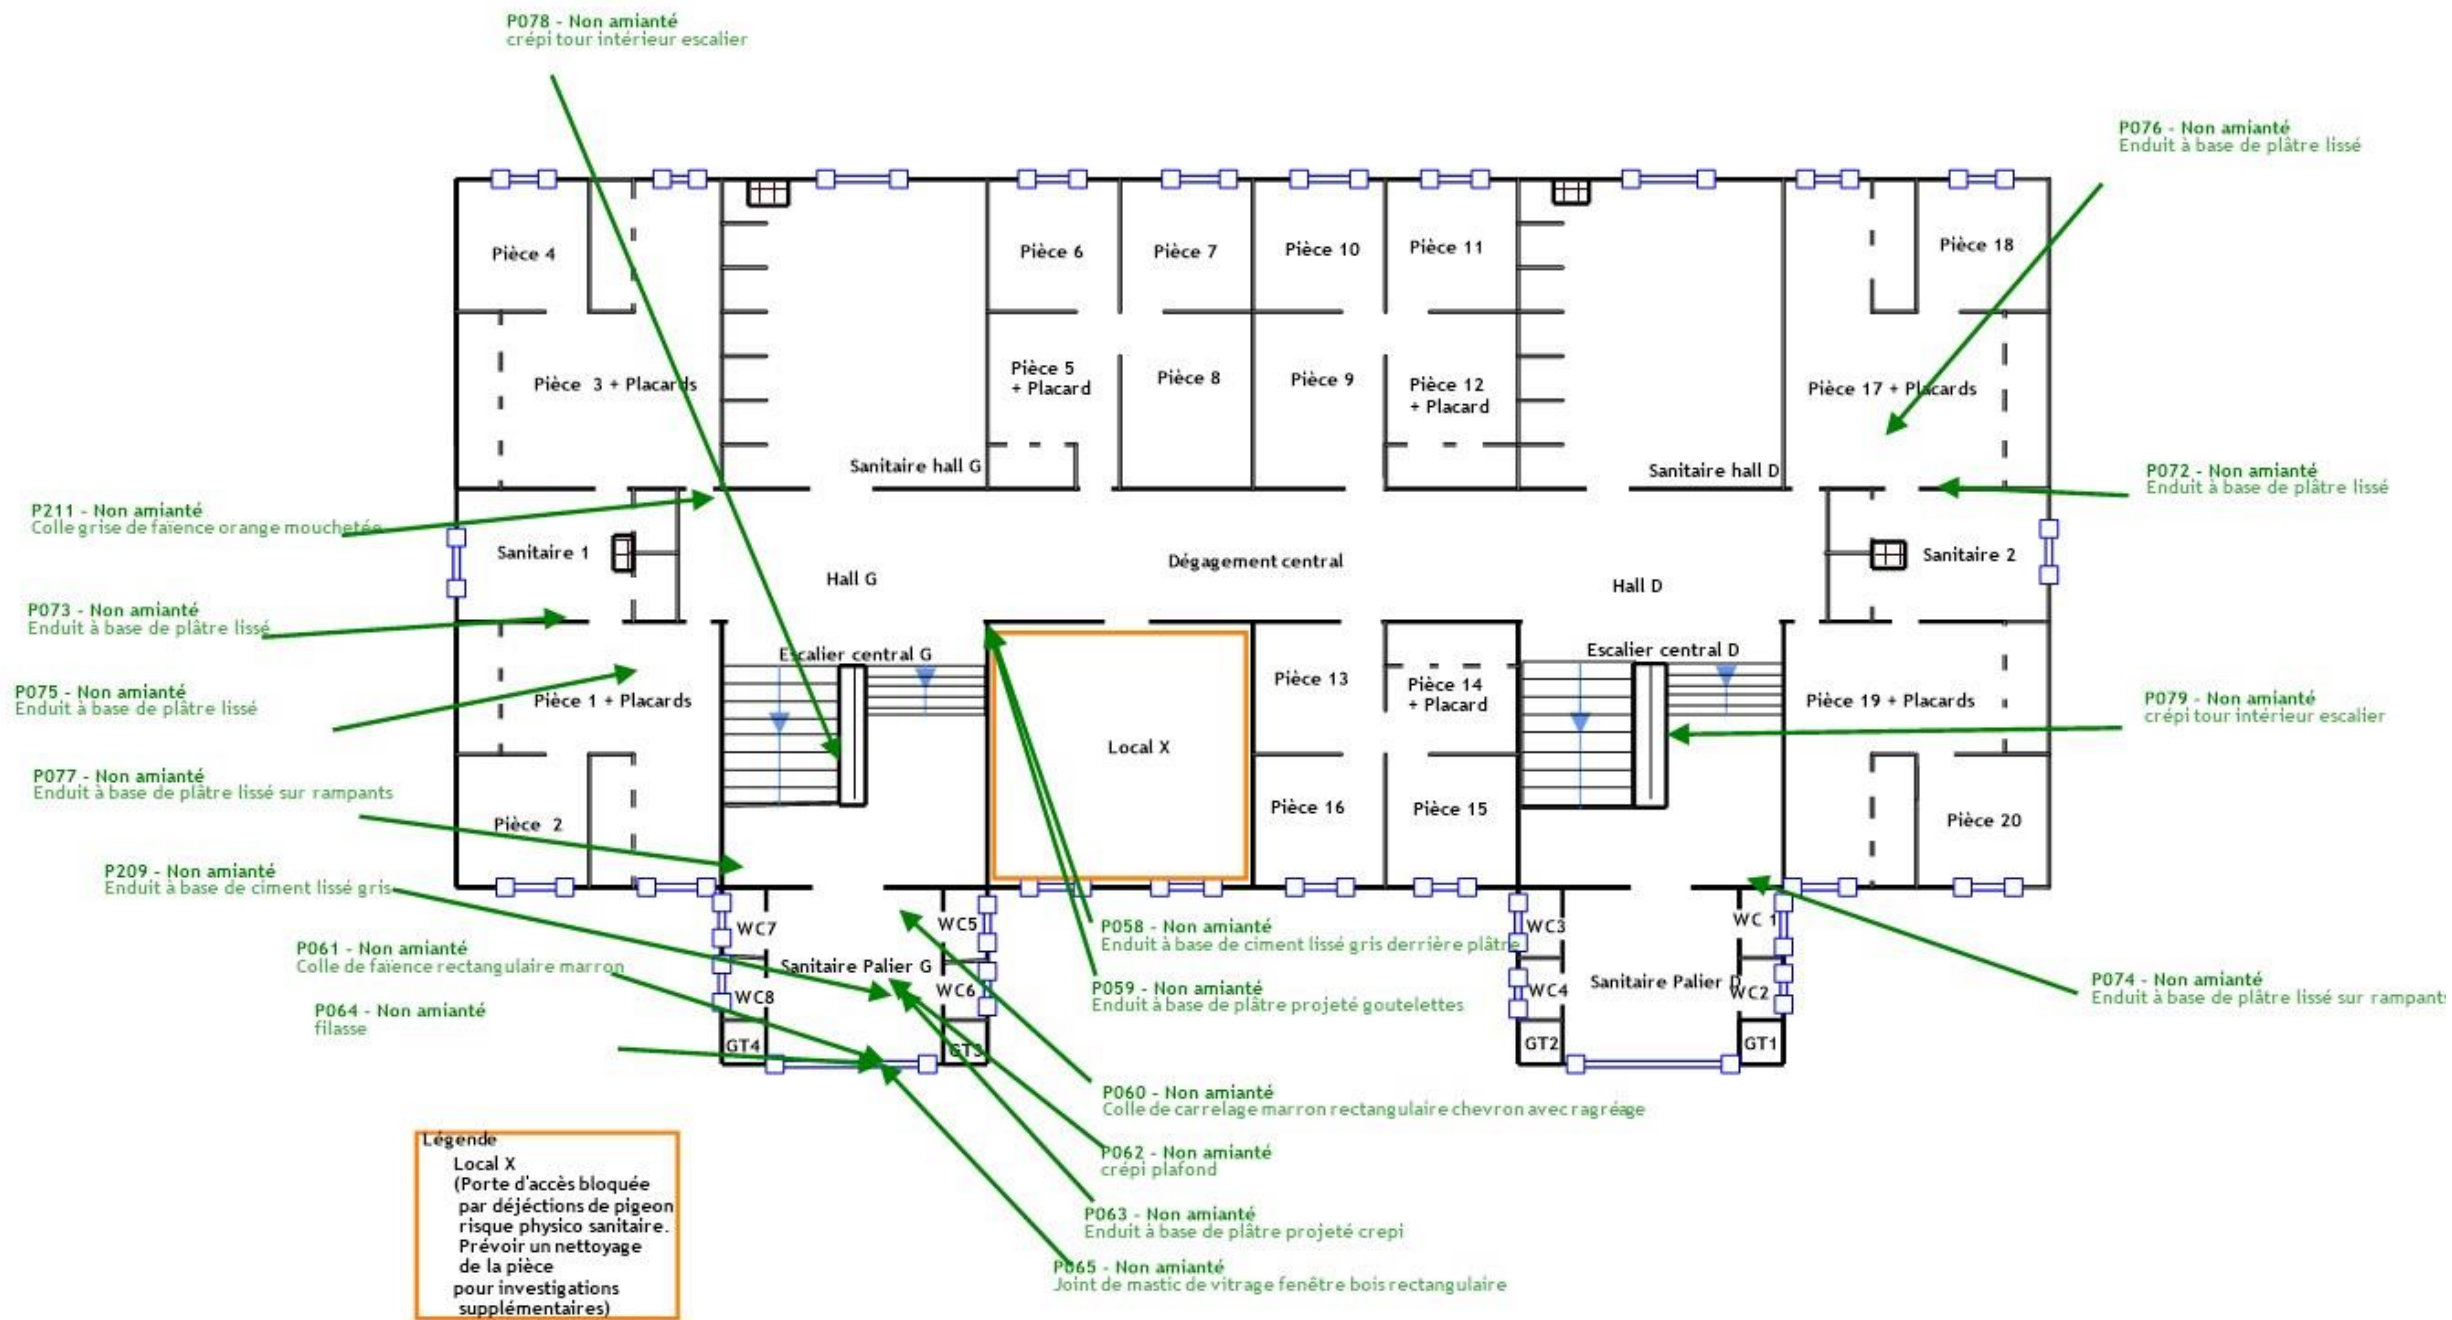 P078 - Non amianté
crépi tour intérieur escalier
P076 - Non amianté
Enduit à base de plâtre lissé
Pièce 4
Pièce 6
Pièce 7
Pièce 10
Pièce 11
Pièce 18
Pièce 3 + Placards
Pièce 5
+ Placard
Pièce 8
Pièce 9
Pièce 12
+ Placard
Pièce 17 + Placards
Sanitaire hall G
Sanitaire hall D
P072 - Non amianté
Enduit à base de plâtre lissé
P211 - Non amianté
Colle grise de faïence orange mouchetée
Sanitaire 1
Hall G
Dégagement central
Hall D
Sanitaire 2
P073 - Non amianté
Enduit à base de plâtre lissé
Escalier central G
Escalier central D
P075 - Non amianté
Enduit à base de plâtre lissé
Pièce 1 + Placards
Pièce 13
Pièce 14
+ Placard
Pièce 19 + Placards
P079 - Non amianté
crépi tour intérieur escalier
Local X
P077 - Non amianté
Enduit à base de plâtre lissé sur rampants
Pièce 2
Pièce 16
Pièce 15
Pièce 20
P209 - Non amianté
Enduit à base de ciment lissé gris
WC7
WC5
WC3
WC 1
P058 - Non amianté
Enduit à base de ciment lissé gris derrière plâtre
P061 - Non amianté
Colle de faïence rectangulaire marron
Sanitaire Palier G
Sanitaire Palier D
WC8
WC6
WC4
WC2
P059 - Non amianté
Enduit à base de plâtre projeté goutelettes
P074 - Non amianté
Enduit à base de plâtre lissé sur rampants
P064 - Non amianté
filasse
GT4
GT3
GT2
GT1
P060 - Non amianté
Colle de carrelage marron rectangulaire chevron avec ragréage
P062 - Non amianté
crépi plafond
P063 - Non amianté
Enduit à base de plâtre projeté crepi
P065 - Non amianté
Joint de mastic de vitrage fenêtre bois rectangulaire
Légende
Local X
(Porte d'accès bloquée
par déjéctions de pigeon
risque physico sanitaire.
Prévoir un nettoyage
de la pièce
pour investigations
supplémentaires)